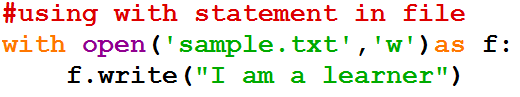 #using with statement in file
with open('sample.txt','w')as f:
    f.write("I am a learner")